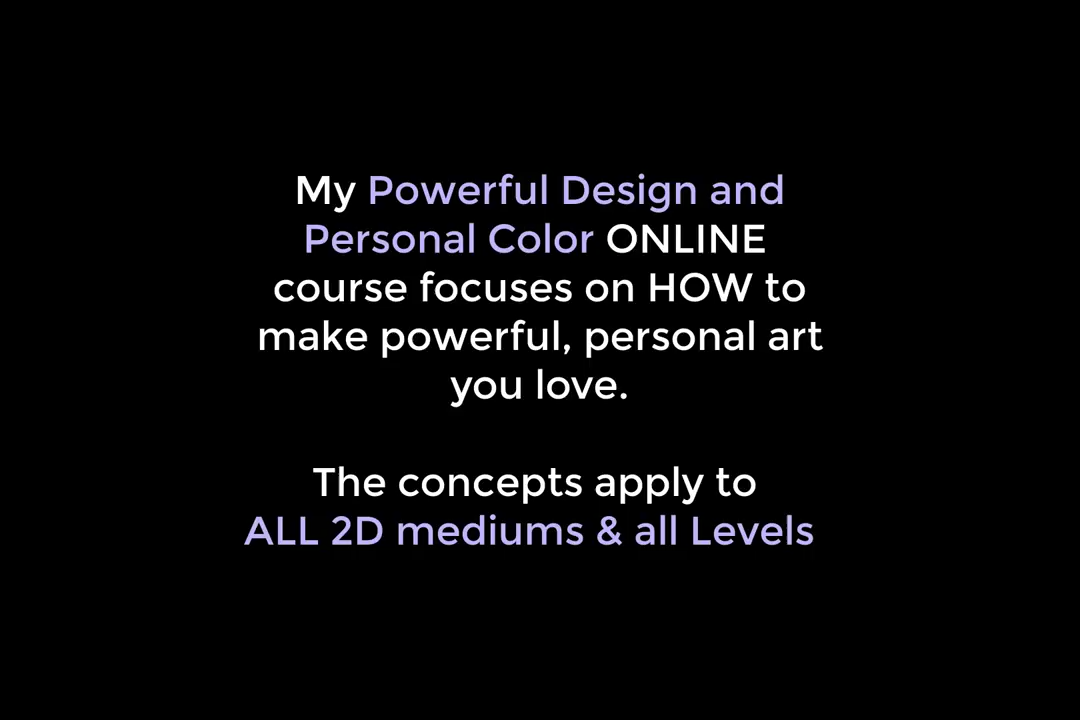 My Powerful Design and
Personal Color ONLINE
course focuses on HOW to
make powerful, personal art
you love.
The concepts apply to
ALL 2D mediums & all Levels